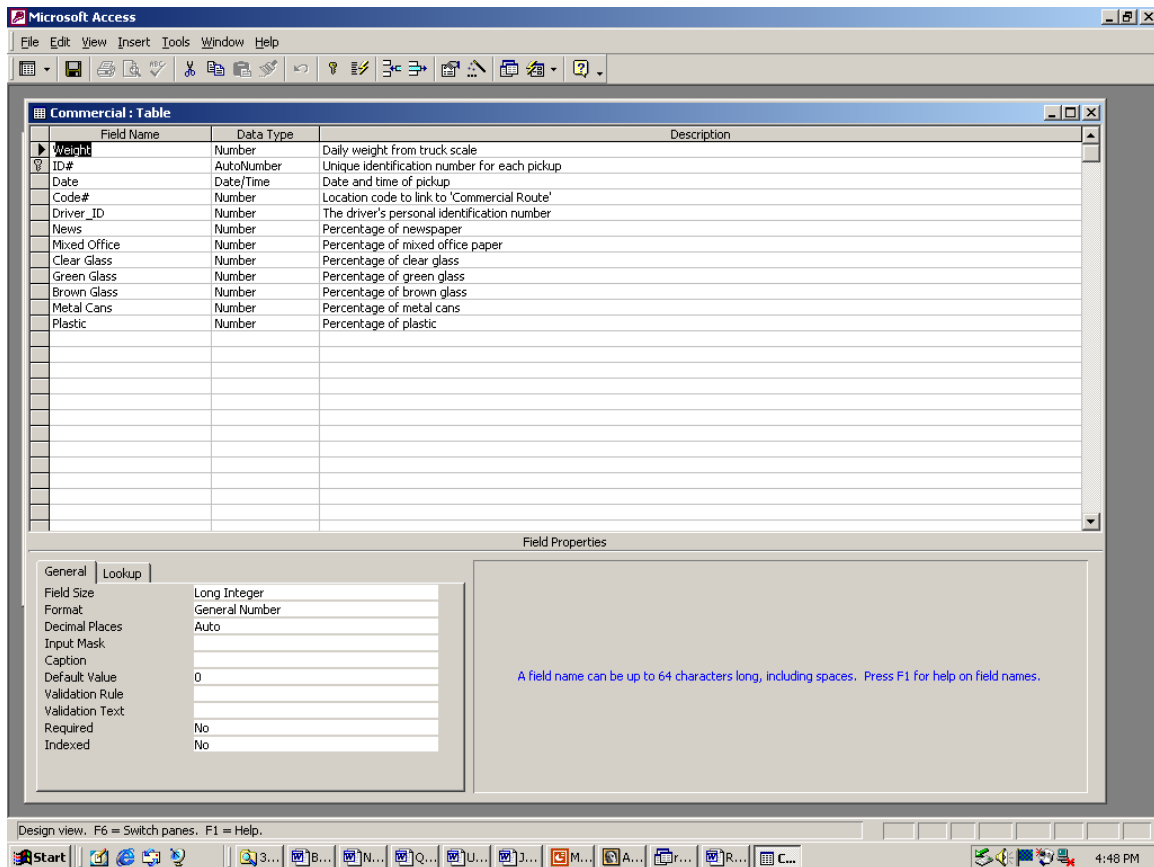 Microsoft Access
File Edit View Insert Tools Window Help
Commercial : Table
Field Name Data Type Description
Weight Number Daily weight from truck scale
ID# AutoNumber Unique identification number for each pickup
Date Date/Time Date and time of pickup
Code# Number Location code to link to 'Commercial Route'
Driver_ID Number The driver's personal identification number
News Number Percentage of newspaper
Mixed Office Number Percentage of mixed office paper
Clear Glass Number Percentage of clear glass
Green Glass Number Percentage of green glass
Brown Glass Number Percentage of brown glass
Metal Cans Number Percentage of metal cans
Plastic Number Percentage of plastic
Field Properties
General Lookup
Field Size Long Integer
Format General Number
Decimal Places Auto
Input Mask
Caption
Default Value 0
Validation Rule
Validation Text
Required No
Indexed No
A field name can be up to 64 characters long, including spaces. Press F1 for help on field names.
Design view. F6 = Switch panes. F1 = Help.
Start 3... B... N... Q... U... J... M... A... r... R... C... 4:48 PM